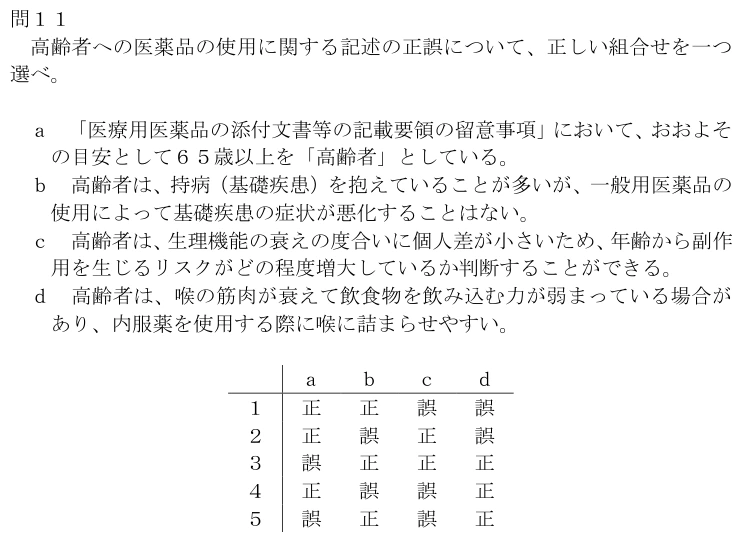 問１１
　高齢者への医薬品の使用に関する記述の正誤について、正しい組合せを一つ
選べ。
ａ　「医療用医薬品の添付文書等の記載要領の留意事項」において、おおよそ
の目安として６５歳以上を「高齢者」としている。
ｂ　高齢者は、持病（基礎疾患）を抱えていることが多いが、一般用医薬品の
使用によって基礎疾患の症状が悪化することはない。
ｃ　高齢者は、生理機能の衰えの度合いに個人差が小さいため、年齢から副作
用を生じるリスクがどの程度増大しているか判断することができる。
ｄ　高齢者は、喉の筋肉が衰えて飲食物を飲み込む力が弱まっている場合が
あり、内服薬を使用する際に喉に詰まらせやすい。
ａ　ｂ　ｃ　ｄ
１　正　正　誤　誤
２　正　誤　正　誤
３　誤　正　正　正
４　正　誤　誤　正
５　誤　正　誤　正